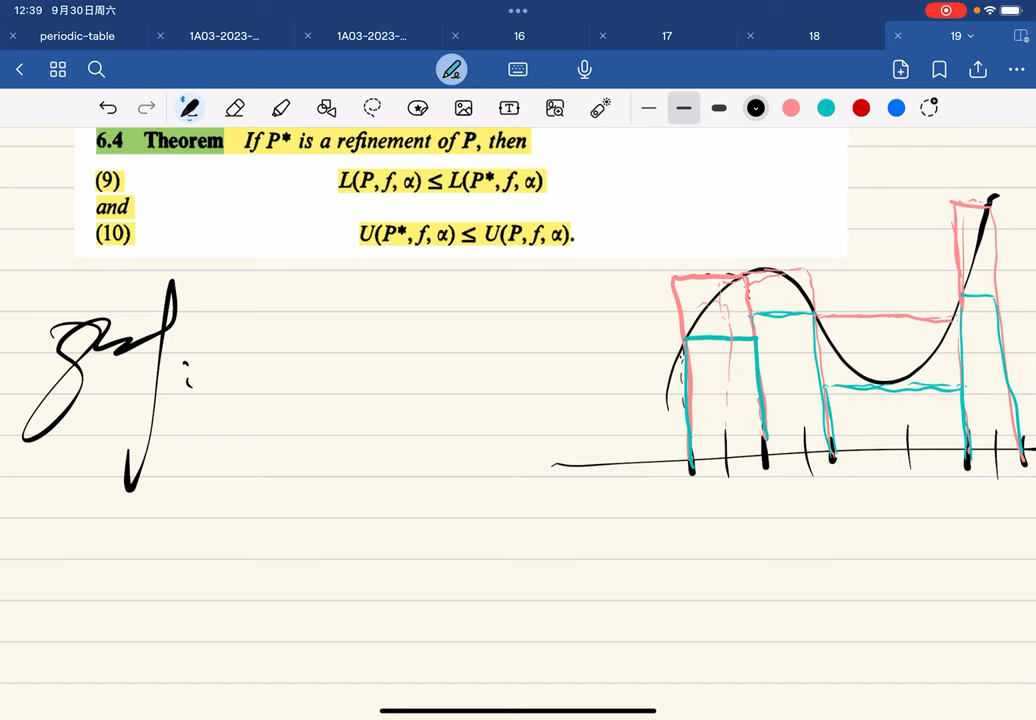 12:39 9月30日周六
periodic-table 1A03-2023-... 1A03-2023-... 16 17 18 19
6.4 Theorem If P* is a refinement of P, then
(9) L(P, f, α) ≤ L(P*, f, α)
and
(10) U(P*, f, α) ≤ U(P, f, α).